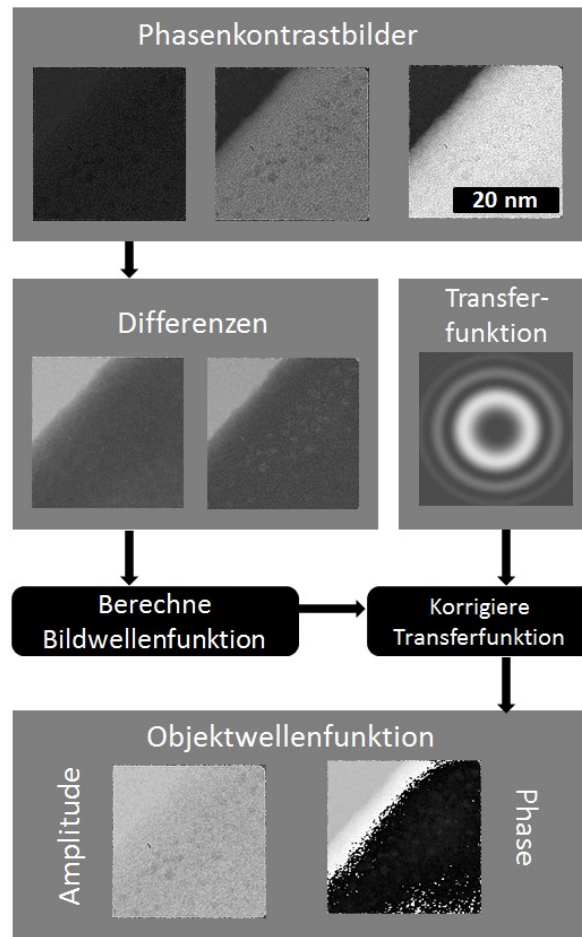 Phasenkontrastbilder
20 nm
Differenzen
Transfer-
funktion
Berechne
Bildwellenfunktion
Korrigiere
Transferfunktion
Objektwellenfunktion
Amplitude
Phase